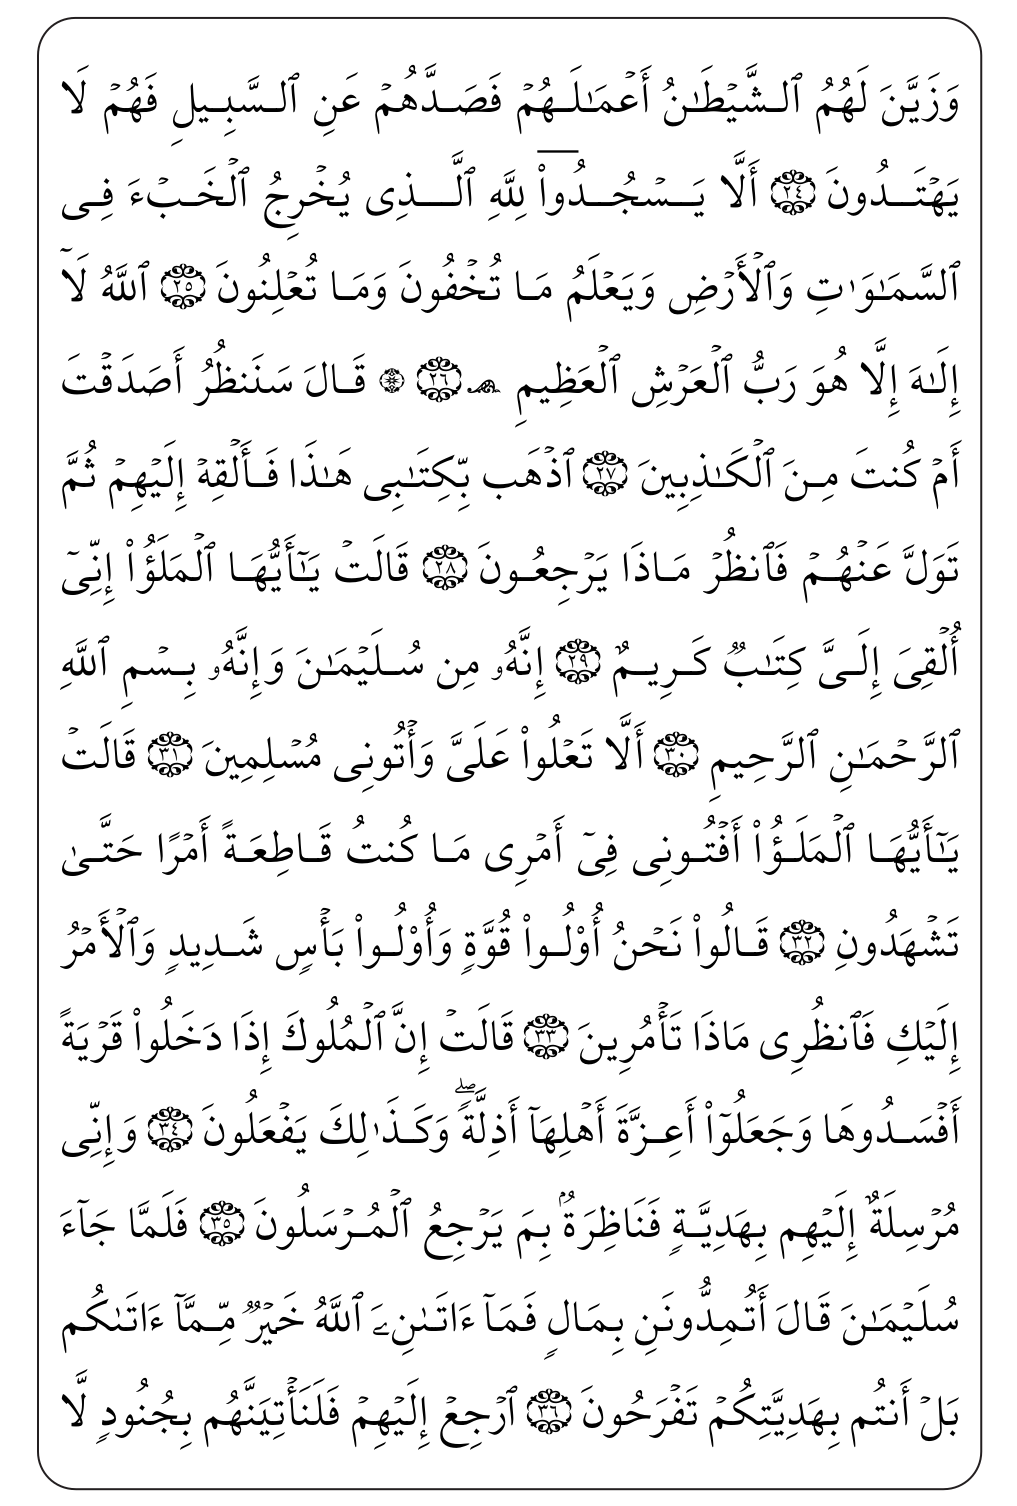 وَزَيَّنَ لَهُمُ ٱلشَّيْطَـٰنُ أَعْمَـٰلَهُمْ فَصَدَّهُمْ عَنِ ٱلسَّبِيلِ فَهُمْ لَا
يَهْتَدُونَ ٢٤ أَلَّا يَسْجُدُوا۟ لِلَّهِ ٱلَّذِى يُخْرِجُ ٱلْخَبْءَ فِى
ٱلسَّمَـٰوَٰتِ وَٱلْأَرْضِ وَيَعْلَمُ مَا تُخْفُونَ وَمَا تُعْلِنُونَ ٢٥ ٱللَّهُ لَآ
إِلَـٰهَ إِلَّا هُوَ رَبُّ ٱلْعَرْشِ ٱلْعَظِيمِ ۩ ٢٦ ۞ قَالَ سَنَنظُرُ أَصَدَقْتَ
أَمْ كُنتَ مِنَ ٱلْكَـٰذِبِينَ ٢٧ ٱذْهَب بِّكِتَـٰبِى هَـٰذَا فَأَلْقِهْ إِلَيْهِمْ ثُمَّ
تَوَلَّ عَنْهُمْ فَٱنظُرْ مَاذَا يَرْجِعُونَ ٢٨ قَالَتْ يَـٰٓأَيُّهَا ٱلْمَلَؤُا۟ إِنِّىٓ
أُلْقِىَ إِلَىَّ كِتَـٰبٌ كَرِيمٌ ٢٩ إِنَّهُۥ مِن سُلَيْمَـٰنَ وَإِنَّهُۥ بِسْمِ ٱللَّهِ
ٱلرَّحْمَـٰنِ ٱلرَّحِيمِ ٣٠ أَلَّا تَعْلُوا۟ عَلَىَّ وَأْتُونِى مُسْلِمِينَ ٣١ قَالَتْ
يَـٰٓأَيُّهَا ٱلْمَلَؤُا۟ أَفْتُونِى فِىٓ أَمْرِى مَا كُنتُ قَاطِعَةً أَمْرًا حَتَّىٰ
تَشْهَدُونِ ٣٢ قَالُوا۟ نَحْنُ أُو۟لُوا۟ قُوَّةٍ وَأُو۟لُوا۟ بَأْسٍ شَدِيدٍ وَٱلْأَمْرُ
إِلَيْكِ فَٱنظُرِى مَاذَا تَأْمُرِينَ ٣٣ قَالَتْ إِنَّ ٱلْمُلُوكَ إِذَا دَخَلُوا۟ قَرْيَةً
أَفْسَدُوهَا وَجَعَلُوٓا۟ أَعِزَّةَ أَهْلِهَآ أَذِلَّةً ۖ وَكَذَٰلِكَ يَفْعَلُونَ ٣٤ وَإِنِّى
مُرْسِلَةٌ إِلَيْهِم بِهَدِيَّةٍ فَنَاظِرَةٌۢ بِمَ يَرْجِعُ ٱلْمُرْسَلُونَ ٣٥ فَلَمَّا جَآءَ
سُلَيْمَـٰنَ قَالَ أَتُمِدُّونَنِ بِمَالٍ فَمَآ ءَاتَىٰنِۦَ ٱللَّهُ خَيْرٌ مِّمَّآ ءَاتَىٰكُم
بَلْ أَنتُم بِهَدِيَّتِكُمْ تَفْرَحُونَ ٣٦ ٱرْجِعْ إِلَيْهِمْ فَلَنَأْتِيَنَّهُم بِجُنُودٍ لَّا